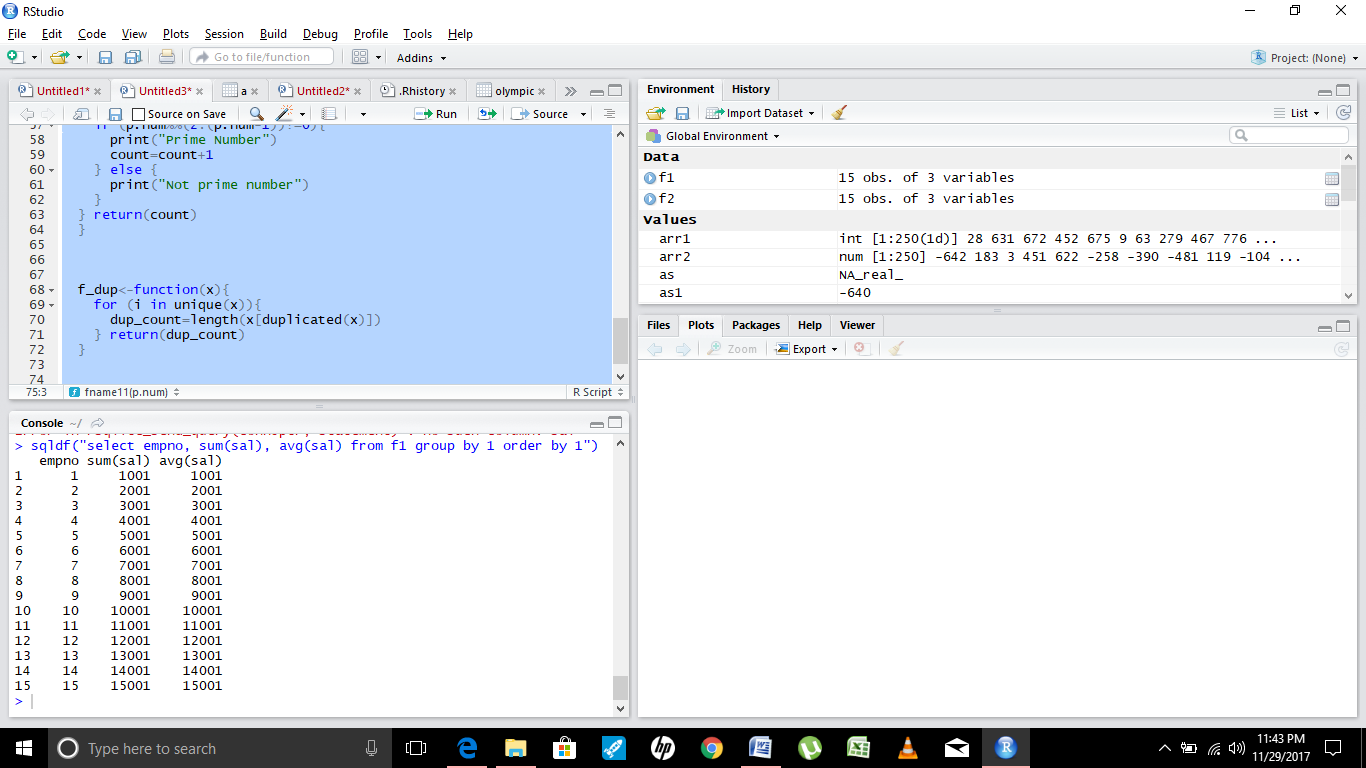 RStudio
File Edit Code View Plots Session Build Debug Profile Tools Help
Go to file/function Addins Project: (None)
Untitled1* Untitled3* a Untitled2* .Rhistory olympic
Source on Save Run Source
58 print("Prime Number")
59 count=count+1
60 } else {
61 print("Not prime number")
62 }
63 } return(count)
64 }
65
66
67
68 f_dup<-function(x){
69 for (i in unique(x)){
70 dup_count=length(x[duplicated(x)])
71 } return(dup_count)
72 }
73
74
75:3 fname11(p.num) R Script
Console ~/
> sqldf("select empno, sum(sal), avg(sal) from f1 group by 1 order by 1")
empno sum(sal) avg(sal)
1 1 1001 1001
2 2 2001 2001
3 3 3001 3001
4 4 4001 4001
5 5 5001 5001
6 6 6001 6001
7 7 7001 7001
8 8 8001 8001
9 9 9001 9001
10 10 10001 10001
11 11 11001 11001
12 12 12001 12001
13 13 13001 13001
14 14 14001 14001
15 15 15001 15001
>
Environment History
Import Dataset List
Global Environment
Data
f1 15 obs. of 3 variables
f2 15 obs. of 3 variables
Values
arr1 int [1:250(1d)] 28 631 672 452 675 9 63 279 467 776 ...
arr2 num [1:250] -642 183 3 451 622 -258 -390 -481 119 -104 ...
as NA_real_
as1 -640
Files Plots Packages Help Viewer
Zoom Export
Type here to search
hp
11:43 PM
11/29/2017